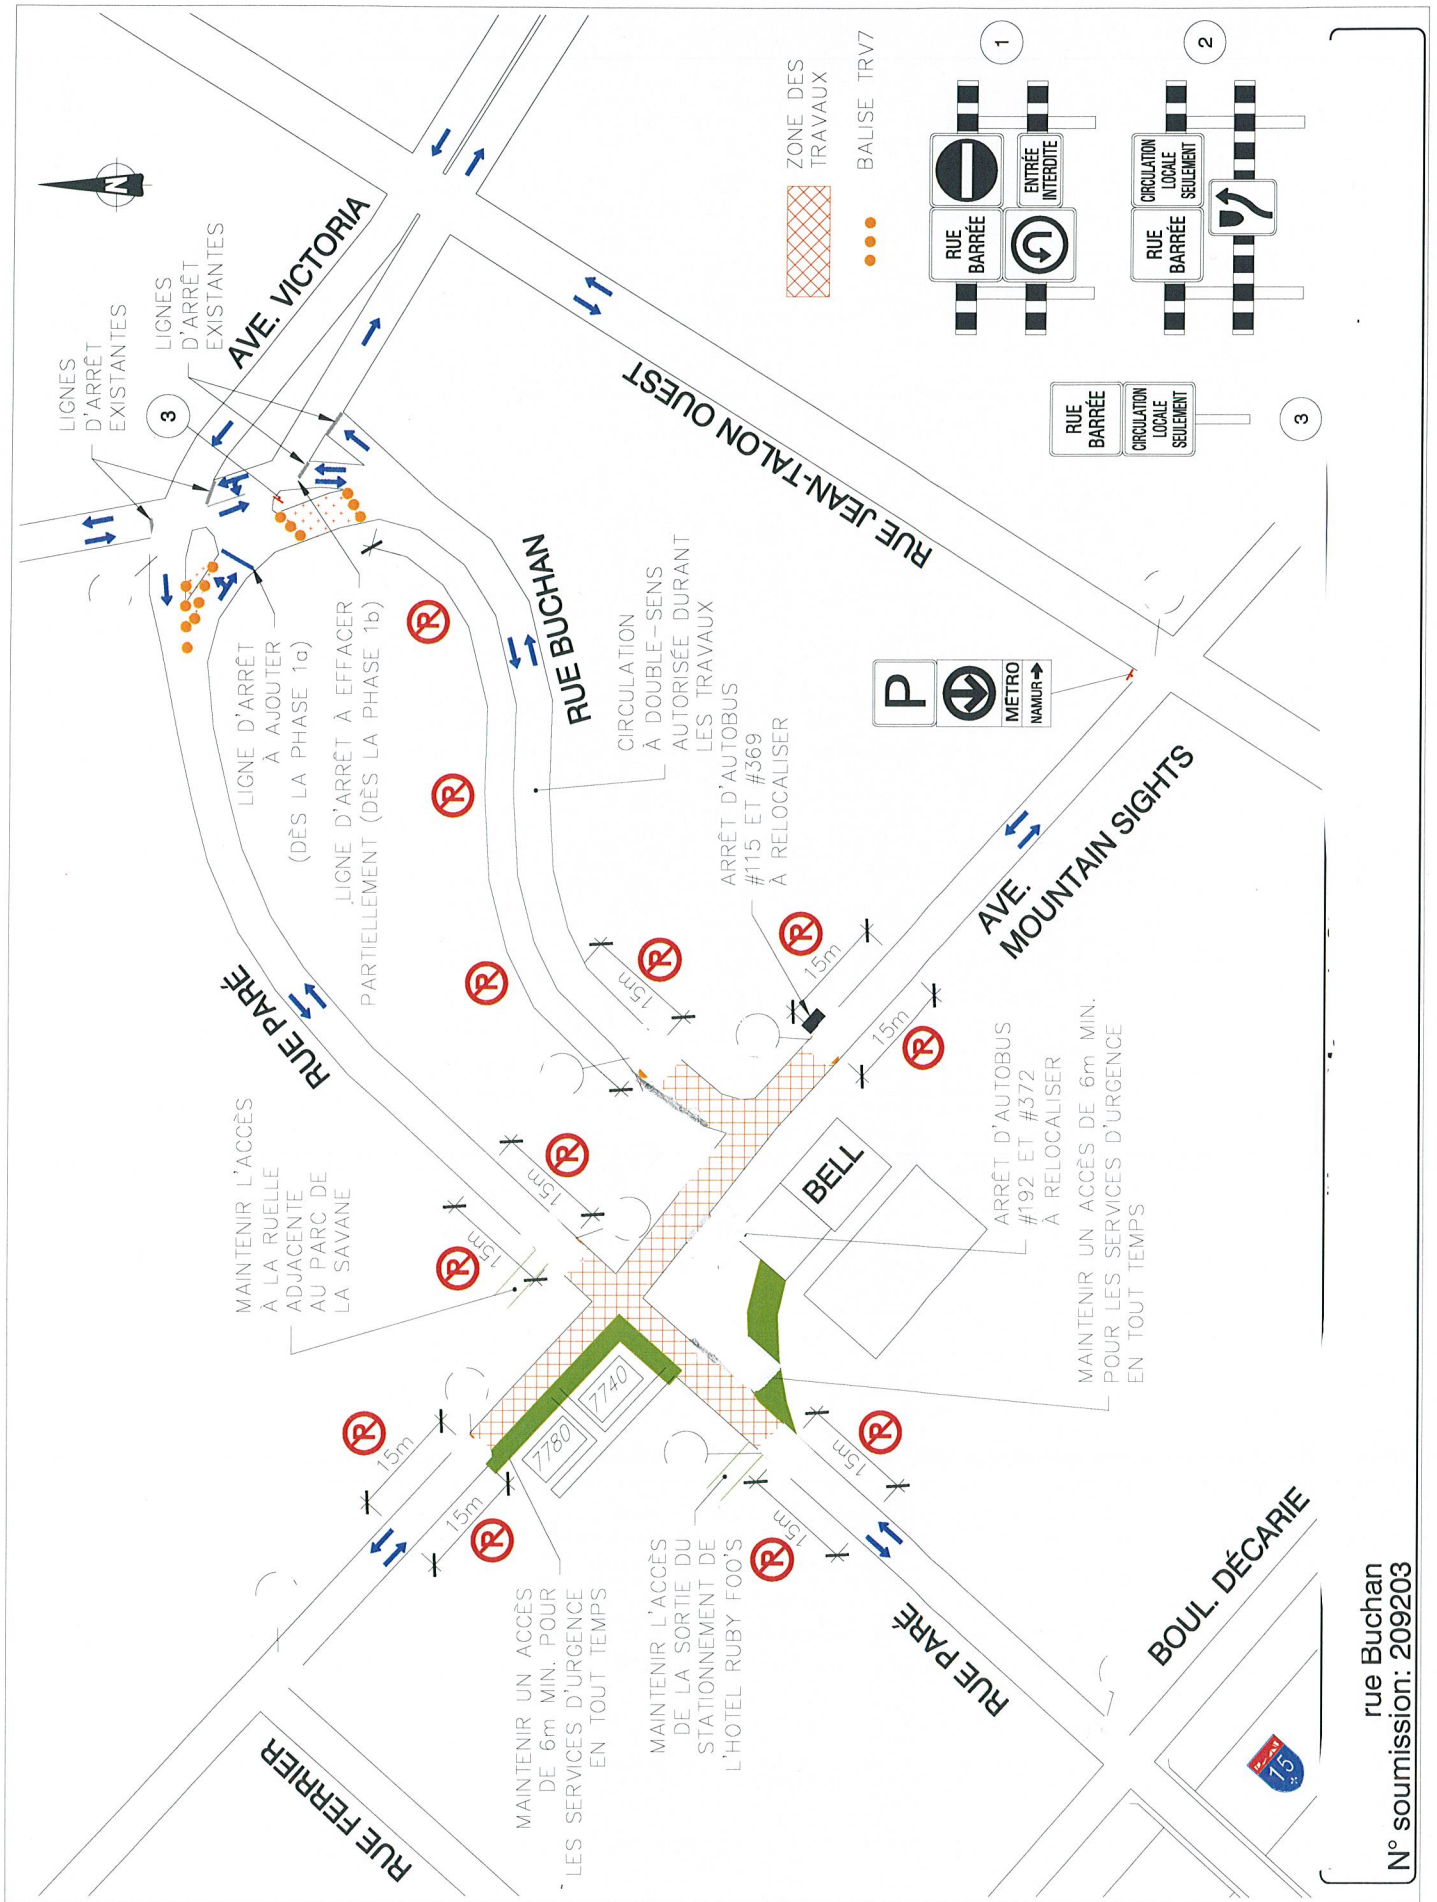 LIGNES
D'ARRÊT
EXISTANTES
LIGNES
D'ARRÊT
EXISTANTES
N
AVE. VICTORIA
3
ZONE DES
TRAVAUX
BALISE TRV7
1
RUE
BARRÉE
ENTRÉE
INTERDITE
2
RUE
BARRÉE
CIRCULATION
LOCALE
SEULEMENT
RUE
BARRÉE
CIRCULATION
LOCALE
SEULEMENT
3
RUE JEAN-TALON OUEST
LIGNE D'ARRÊT
À AJOUTER
(DÈS LA PHASE 1a)
LIGNE D'ARRÊT À EFFACER
PARTIELLEMENT (DÈS LA PHASE 1b)
RUE BUCHAN
CIRCULATION
À DOUBLE-SENS
AUTORISÉE DURANT
LES TRAVAUX
P
MÉTRO
NAMUR
ARRÊT D'AUTOBUS
#115 ET #369
À RELOCALISER
P
P
P
RUE PARÉ
AVE.
MOUNTAIN SIGHTS
15m
P
15m
P
15m
P
MAINTENIR L'ACCÈS
À LA RUELLE
ADJACENTE
AU PARC DE
LA SAVANE
15m
P
15m
P
BELL
ARRÊT D'AUTOBUS
#192 ET #372
À RELOCALISER
MAINTENIR UN ACCÈS DE 6m MIN.
POUR LES SERVICES D'URGENCE
EN TOUT TEMPS
7740
7780
15m
P
15m
P
15m
P
15m
P
MAINTENIR UN ACCÈS
DE 6m MIN. POUR
LES SERVICES D'URGENCE
EN TOUT TEMPS
MAINTENIR L'ACCÈS
DE LA SORTIE DU
STATIONNEMENT DE
L'HOTEL RUBY FOO'S
RUE PARÉ
RUE FERRIER
BOUL. DÉCARIE
15
rue Buchan
N° soumission: 209203